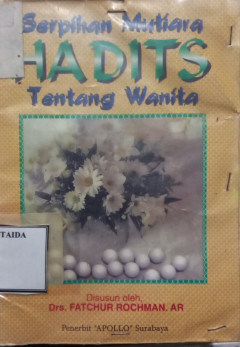 Serpihan Mutiara
HADITS
Tentang Wanita
TAIDA
Disusun oleh
Drs. FATCHUR ROCHMAN. AR
Penerbit "APOLLO" Surabaya